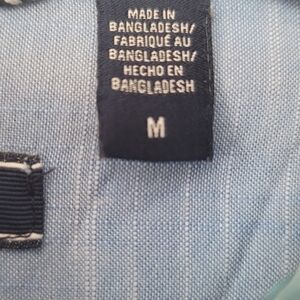 MADE IN
BANGLADESH/
FABRIQUÉ AU
BANGLADESH/
HECHO EN
BANGLADESH
M